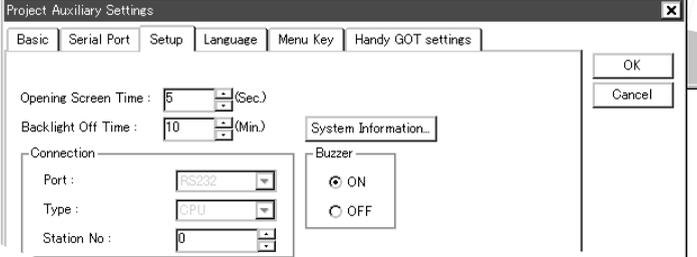 Project Auxiliary Settings
Basic Serial Port Setup Language Menu Key Handy GOT settings
OK
Cancel
Opening Screen Time : 5 (Sec.)
Backlight Off Time : 10 (Min.) System Information...
Connection
Port : RS232
Type : CPU
Station No : 0
Buzzer
ON
OFF